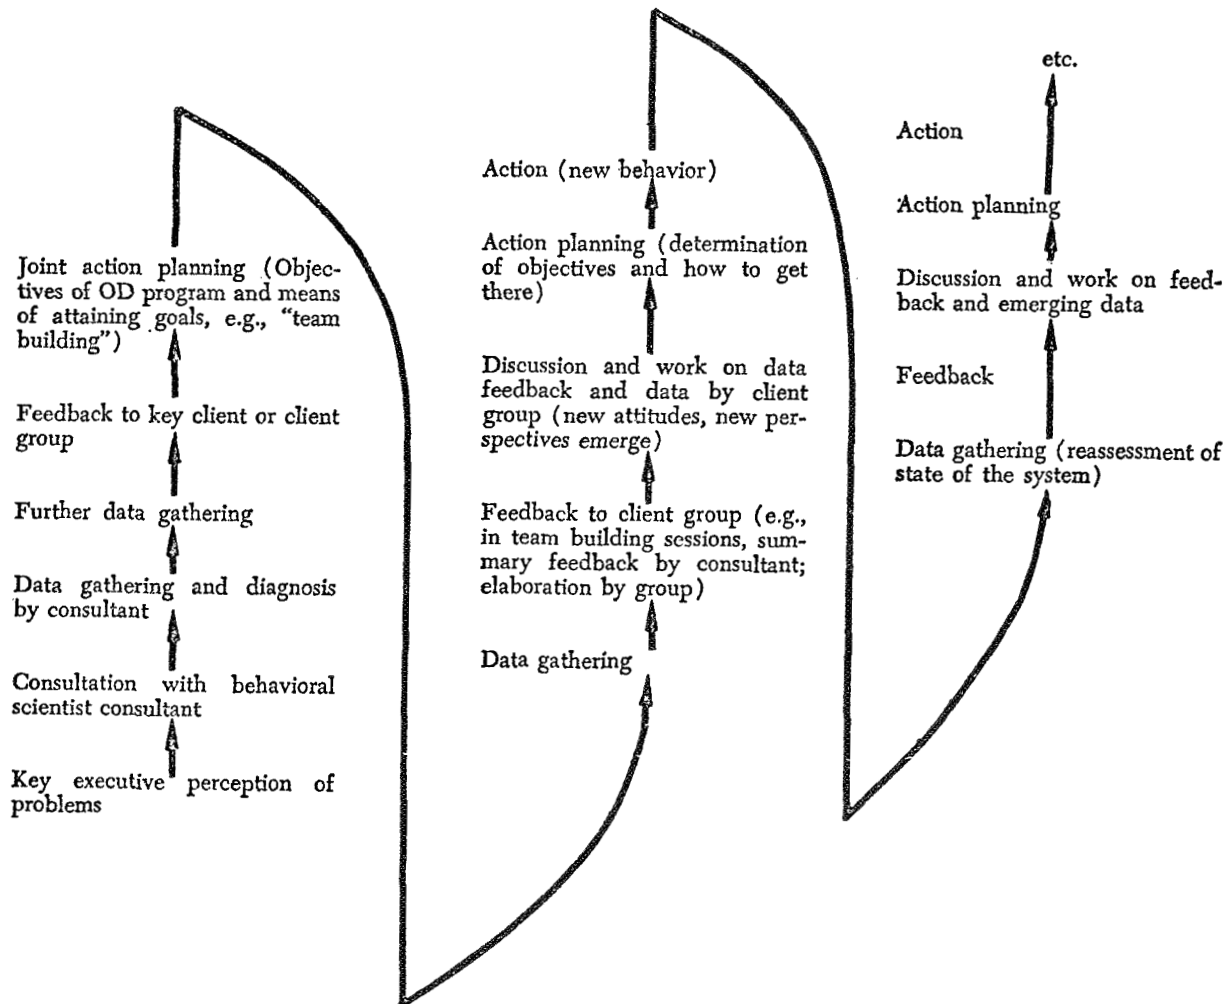 Joint action planning (Objec-
tives of OD program and means
of attaining goals, e.g., “team
building”)
Feedback to key client or client
group
Further data gathering
Data gathering and diagnosis
by consultant
Consultation with behavioral
scientist consultant
Key executive perception of
problems
Action (new behavior)
Action planning (determination
of objectives and how to get
there)
Discussion and work on data
feedback and data by client
group (new attitudes, new per-
spectives emerge)
Feedback to client group (e.g.,
in team building sessions, sum-
mary feedback by consultant;
elaboration by group)
Data gathering
etc.
Action
Action planning
Discussion and work on feed-
back and emerging data
Feedback
Data gathering (reassessment of
state of the system)